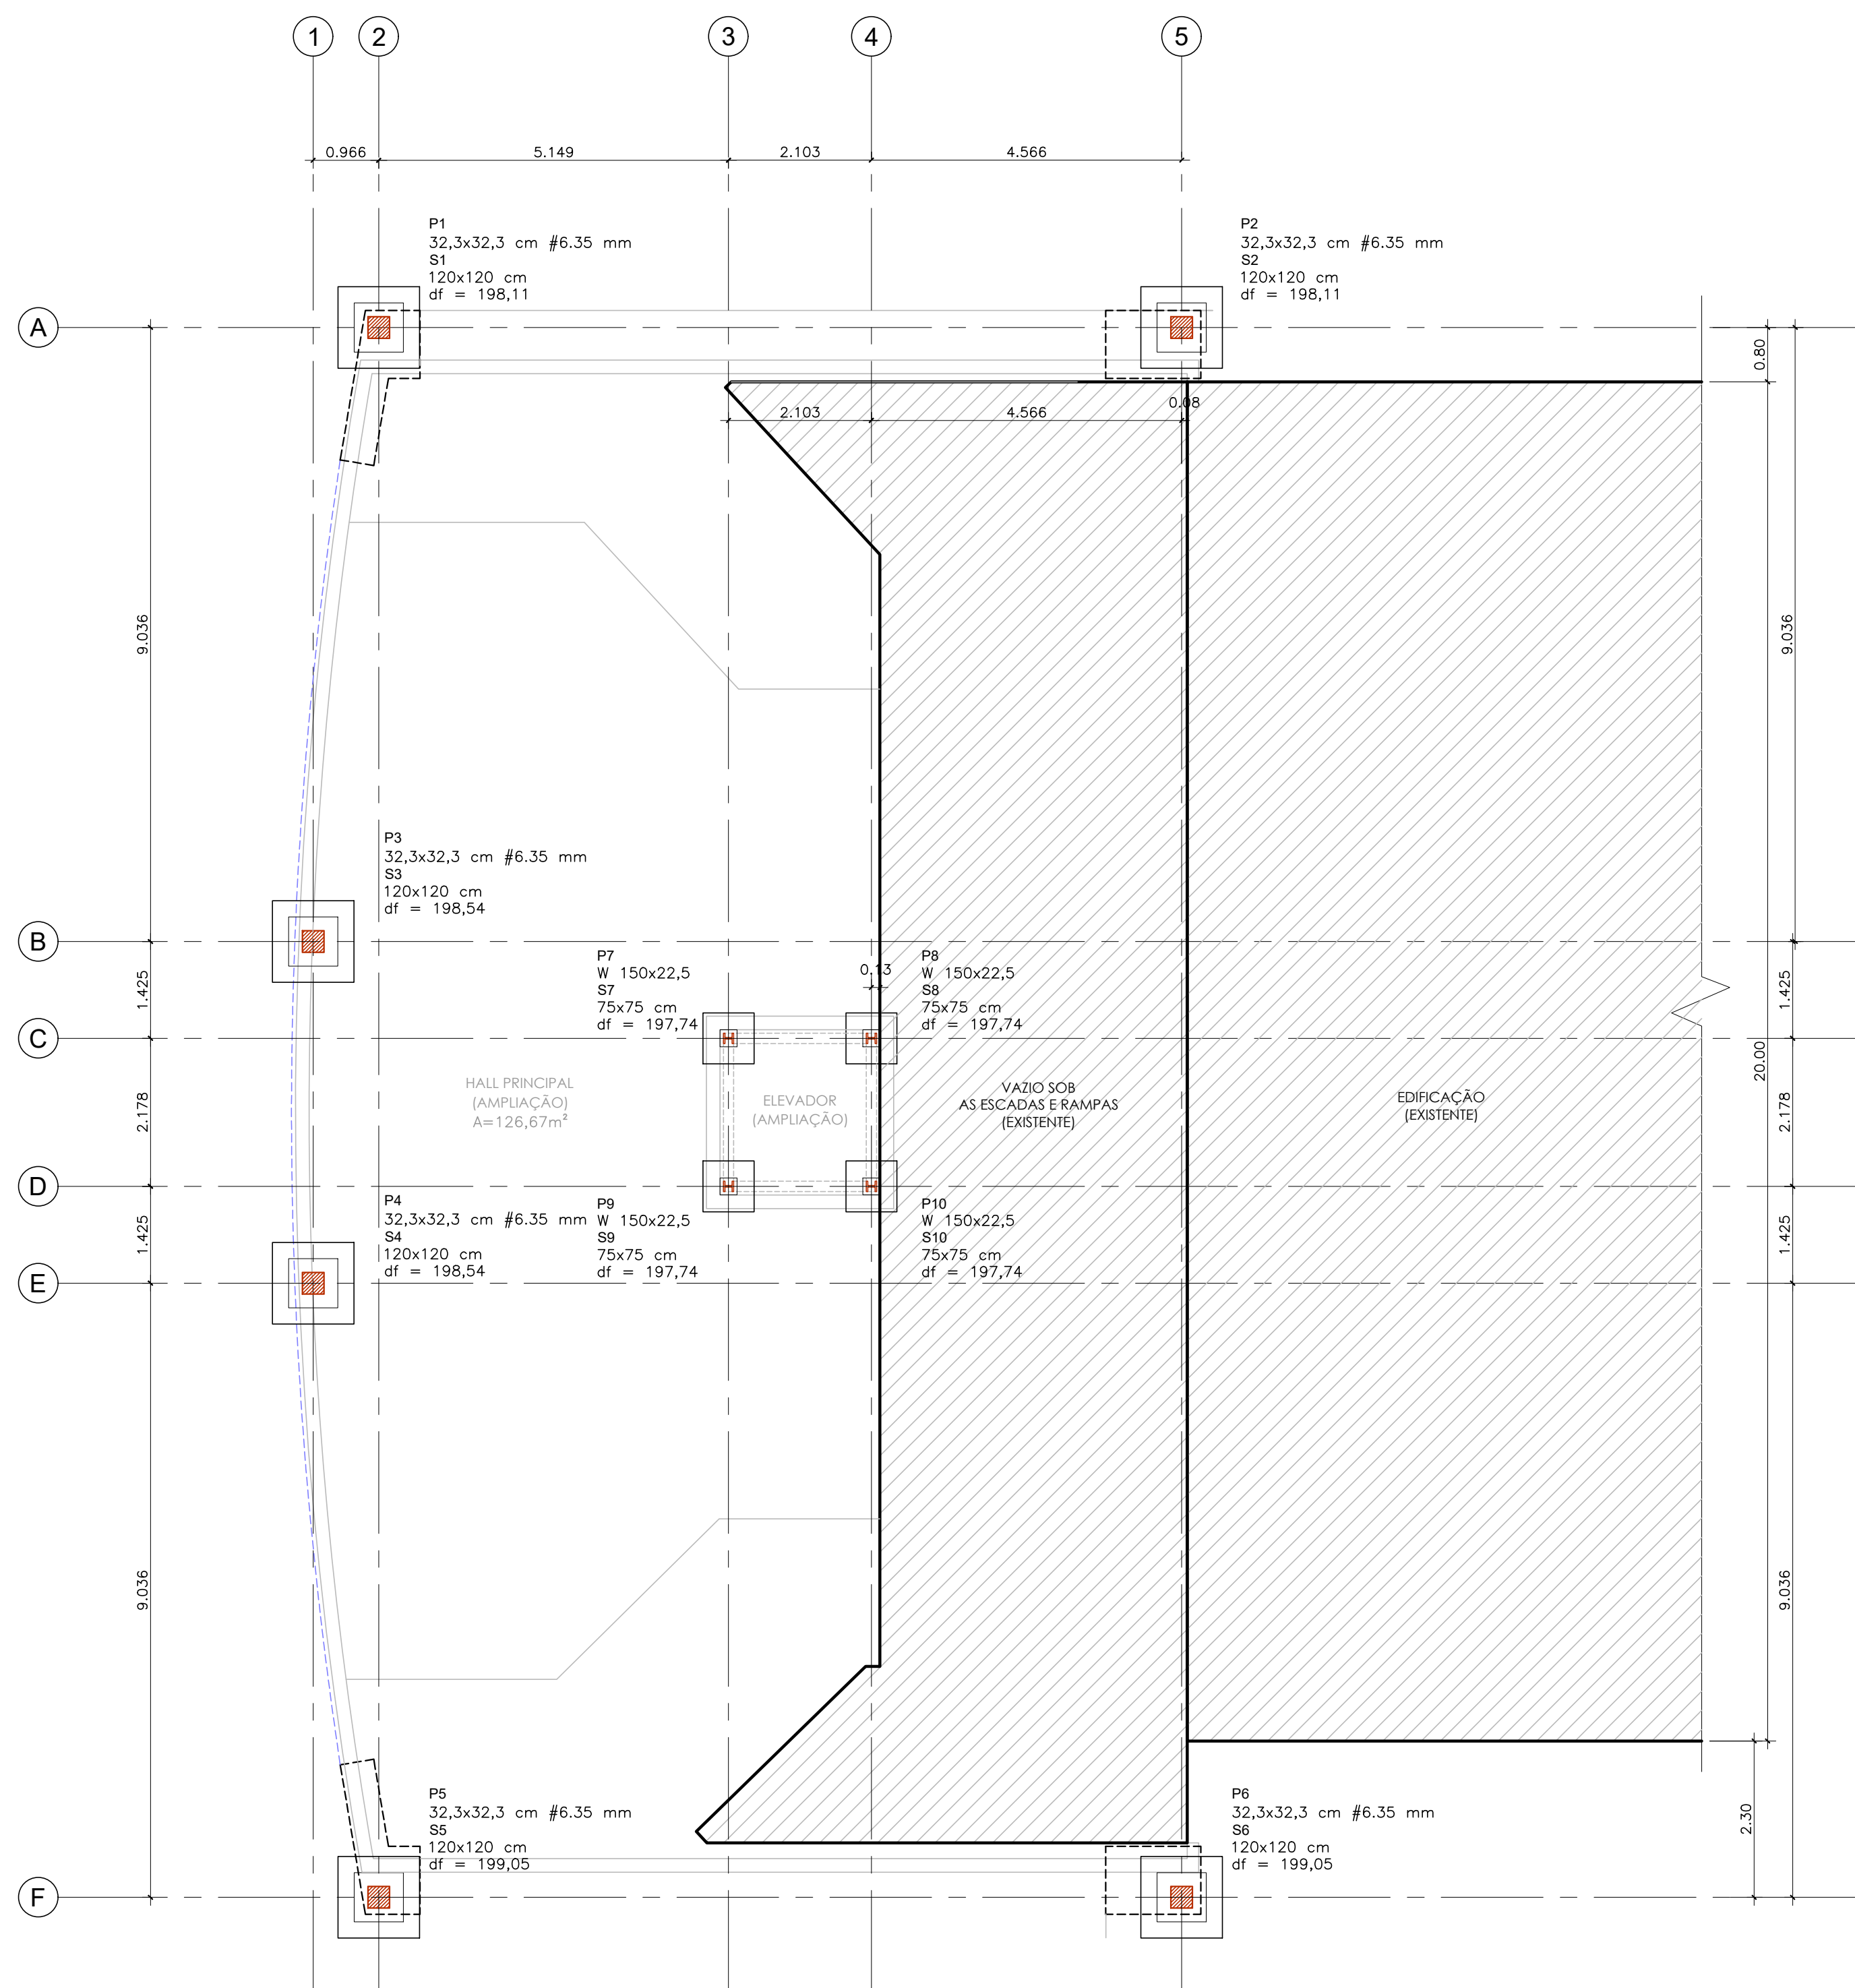 1
2
3
4
5
0.966
5.149
2.103
4.566
P1
32,3x32,3 cm #6.35 mm
S1
120x120 cm
df = 198,11
P2
32,3x32,3 cm #6.35 mm
S2
120x120 cm
df = 198,11
A
0.80
2.103
4.566
0.08
9.036
9.036
P3
32,3x32,3 cm #6.35 mm
S3
120x120 cm
df = 198,54
B
P7
W 150x22,5
S7
75x75 cm
df = 197,74
0.13
P8
W 150x22,5
S8
75x75 cm
df = 197,74
1.425
1.425
C
20.00
HALL PRINCIPAL
(AMPLIAÇÃO)
A=126,67m²
ELEVADOR
(AMPLIAÇÃO)
VAZIO SOB
AS ESCADAS E RAMPAS
(EXISTENTE)
EDIFICAÇÃO
(EXISTENTE)
2.178
2.178
D
P4
32,3x32,3 cm #6.35 mm
S4
120x120 cm
df = 198,54
P9
W 150x22,5
S9
75x75 cm
df = 197,74
P10
W 150x22,5
S10
75x75 cm
df = 197,74
1.425
1.425
E
9.036
9.036
P5
32,3x32,3 cm #6.35 mm
S5
120x120 cm
df = 199,05
P6
32,3x32,3 cm #6.35 mm
S6
120x120 cm
df = 199,05
2.30
F